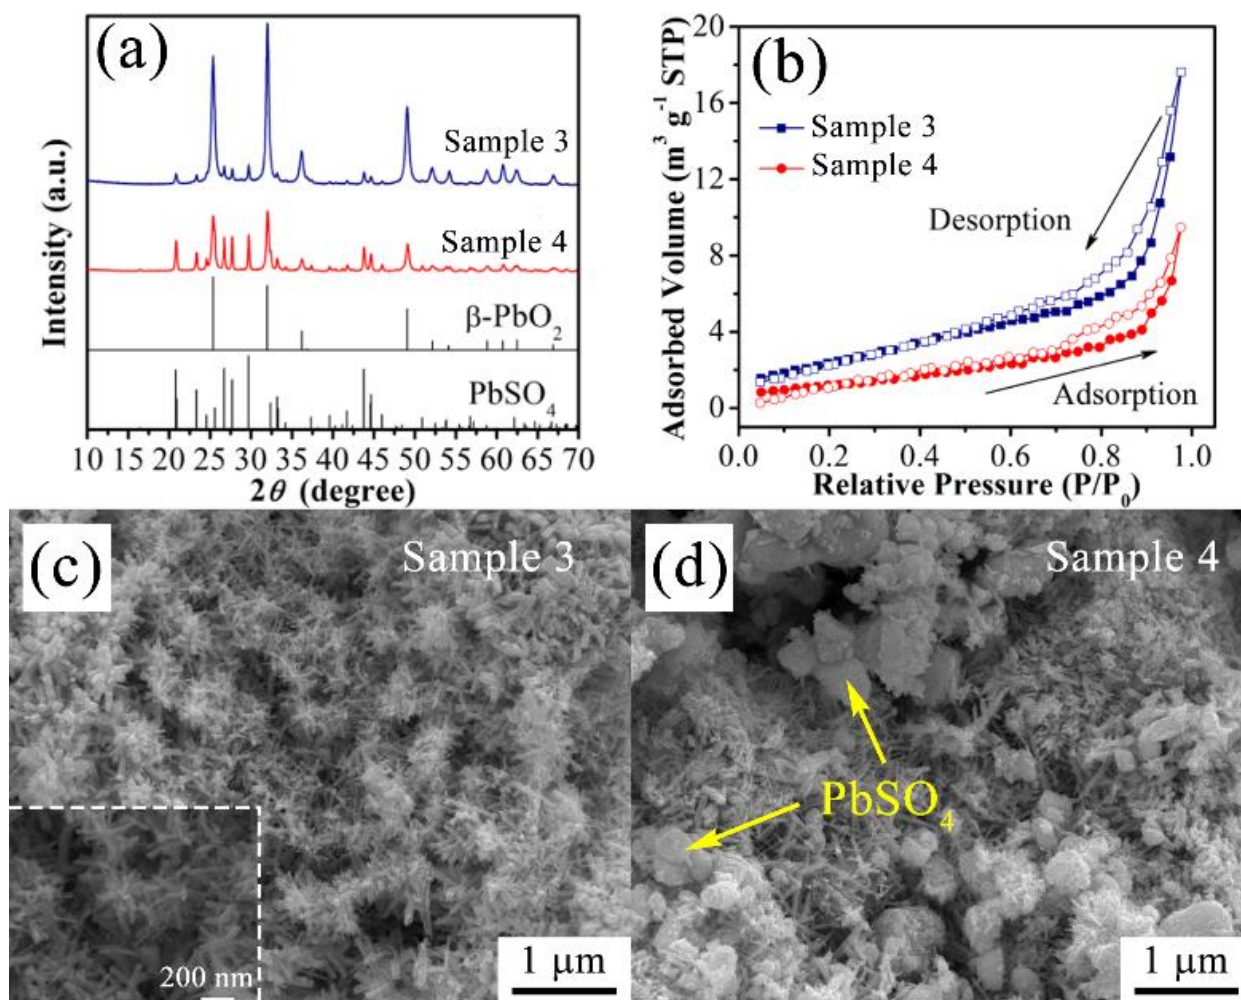 (a)
Sample 3
Sample 4
β-PbO₂
PbSO₄
Intensity (a.u.)
10 15 20 25 30 35 40 45 50 55 60 65 70
2θ (degree)
(b)
20
16
12
8
4
0
Adsorbed Volume (m³ g⁻¹ STP)
Sample 3
Sample 4
Desorption
Adsorption
0.0 0.2 0.4 0.6 0.8 1.0
Relative Pressure (P/P₀)
(c)
Sample 3
200 nm
1 μm
(d)
Sample 4
PbSO₄
1 μm